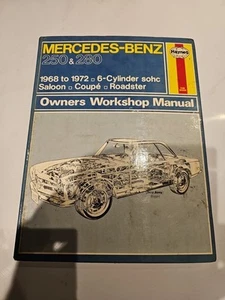 MERCEDES-BENZ
250 & 280
Haynes
1968 to 1972 □ 6-Cylinder sohc
Saloon □ Coupé □ Roadster
Owners Workshop Manual